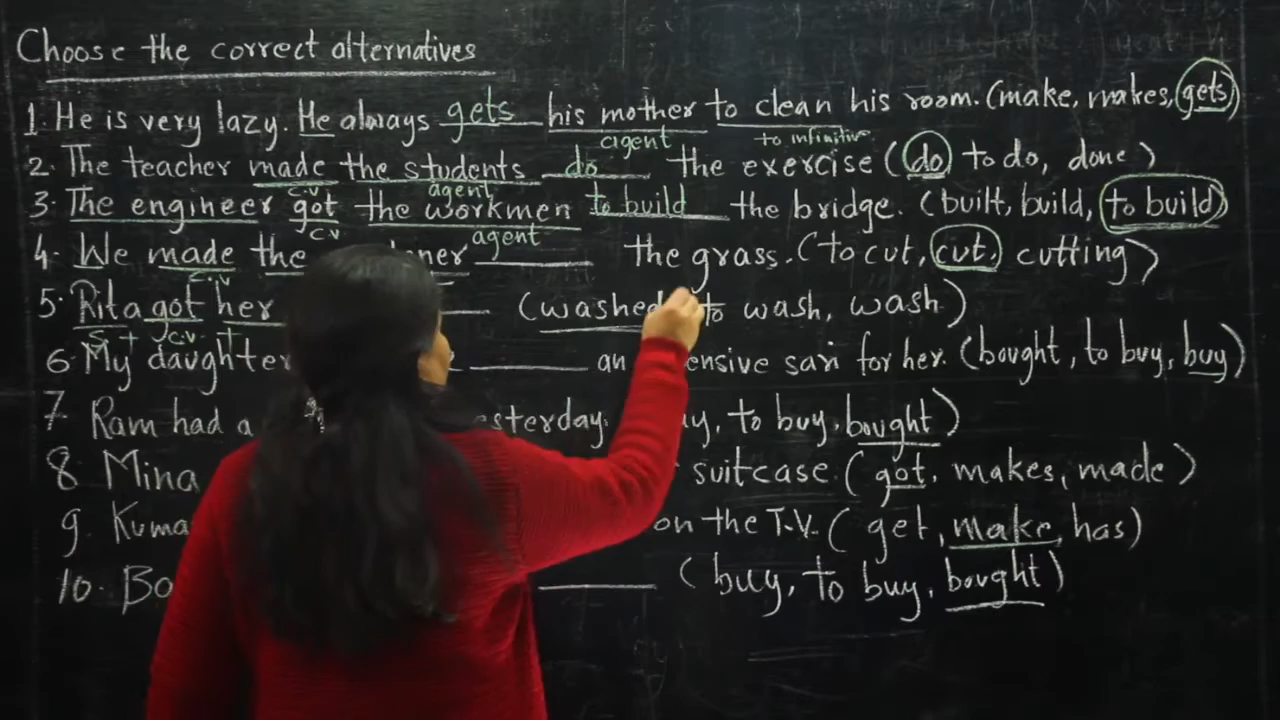 Choose the correct alternatives
1. He is very lazy. He always gets his mother to clean his room. (make, makes, gets)
agent to infinitive
2. The teacher made the students do the exercise (do to do, done)
c.v agent
3. The engineer got the workmen to build the bridge. (built, build, to build)
c.v agent
4. We made the ner ____ the grass. (to cut, cut, cutting)
c.v
5. Rita got her ____ (washed to wash, wash)
S + c.v. +
6. My daughter ____ an ensive sari for her. (bought, to buy, buy)
7 Ram had a esterday. y, to buy, bought)
8. Mina suitcase. (got, makes, made)
9. Kuma on the T.V. (get, make, has)
10. Bo ____ (buy, to buy, bought)